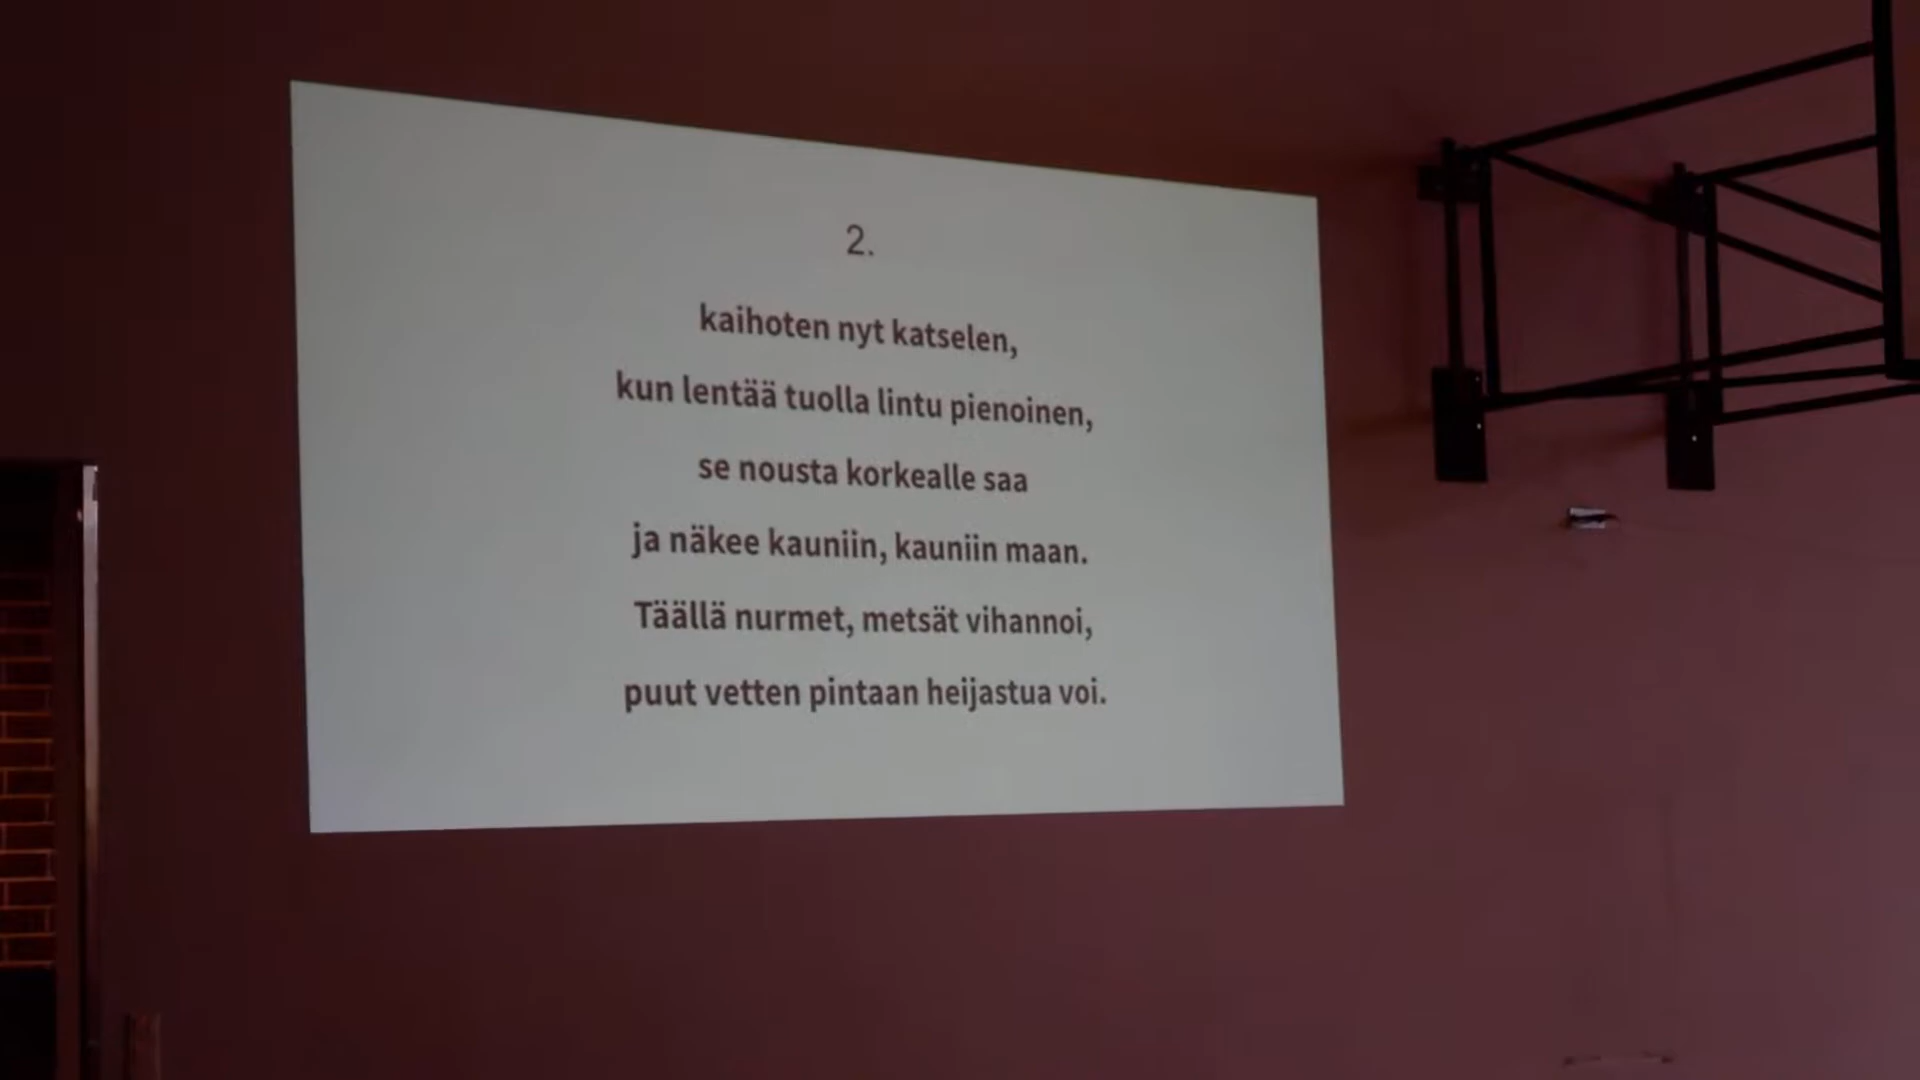 2.
kaihoten nyt katselen,
kun lentää tuolla lintu pienoinen,
se nousta korkealle saa
ja näkee kauniin, kauniin maan.
Täällä nurmet, metsät vihannoi,
puut vetten pintaan heijastua voi.